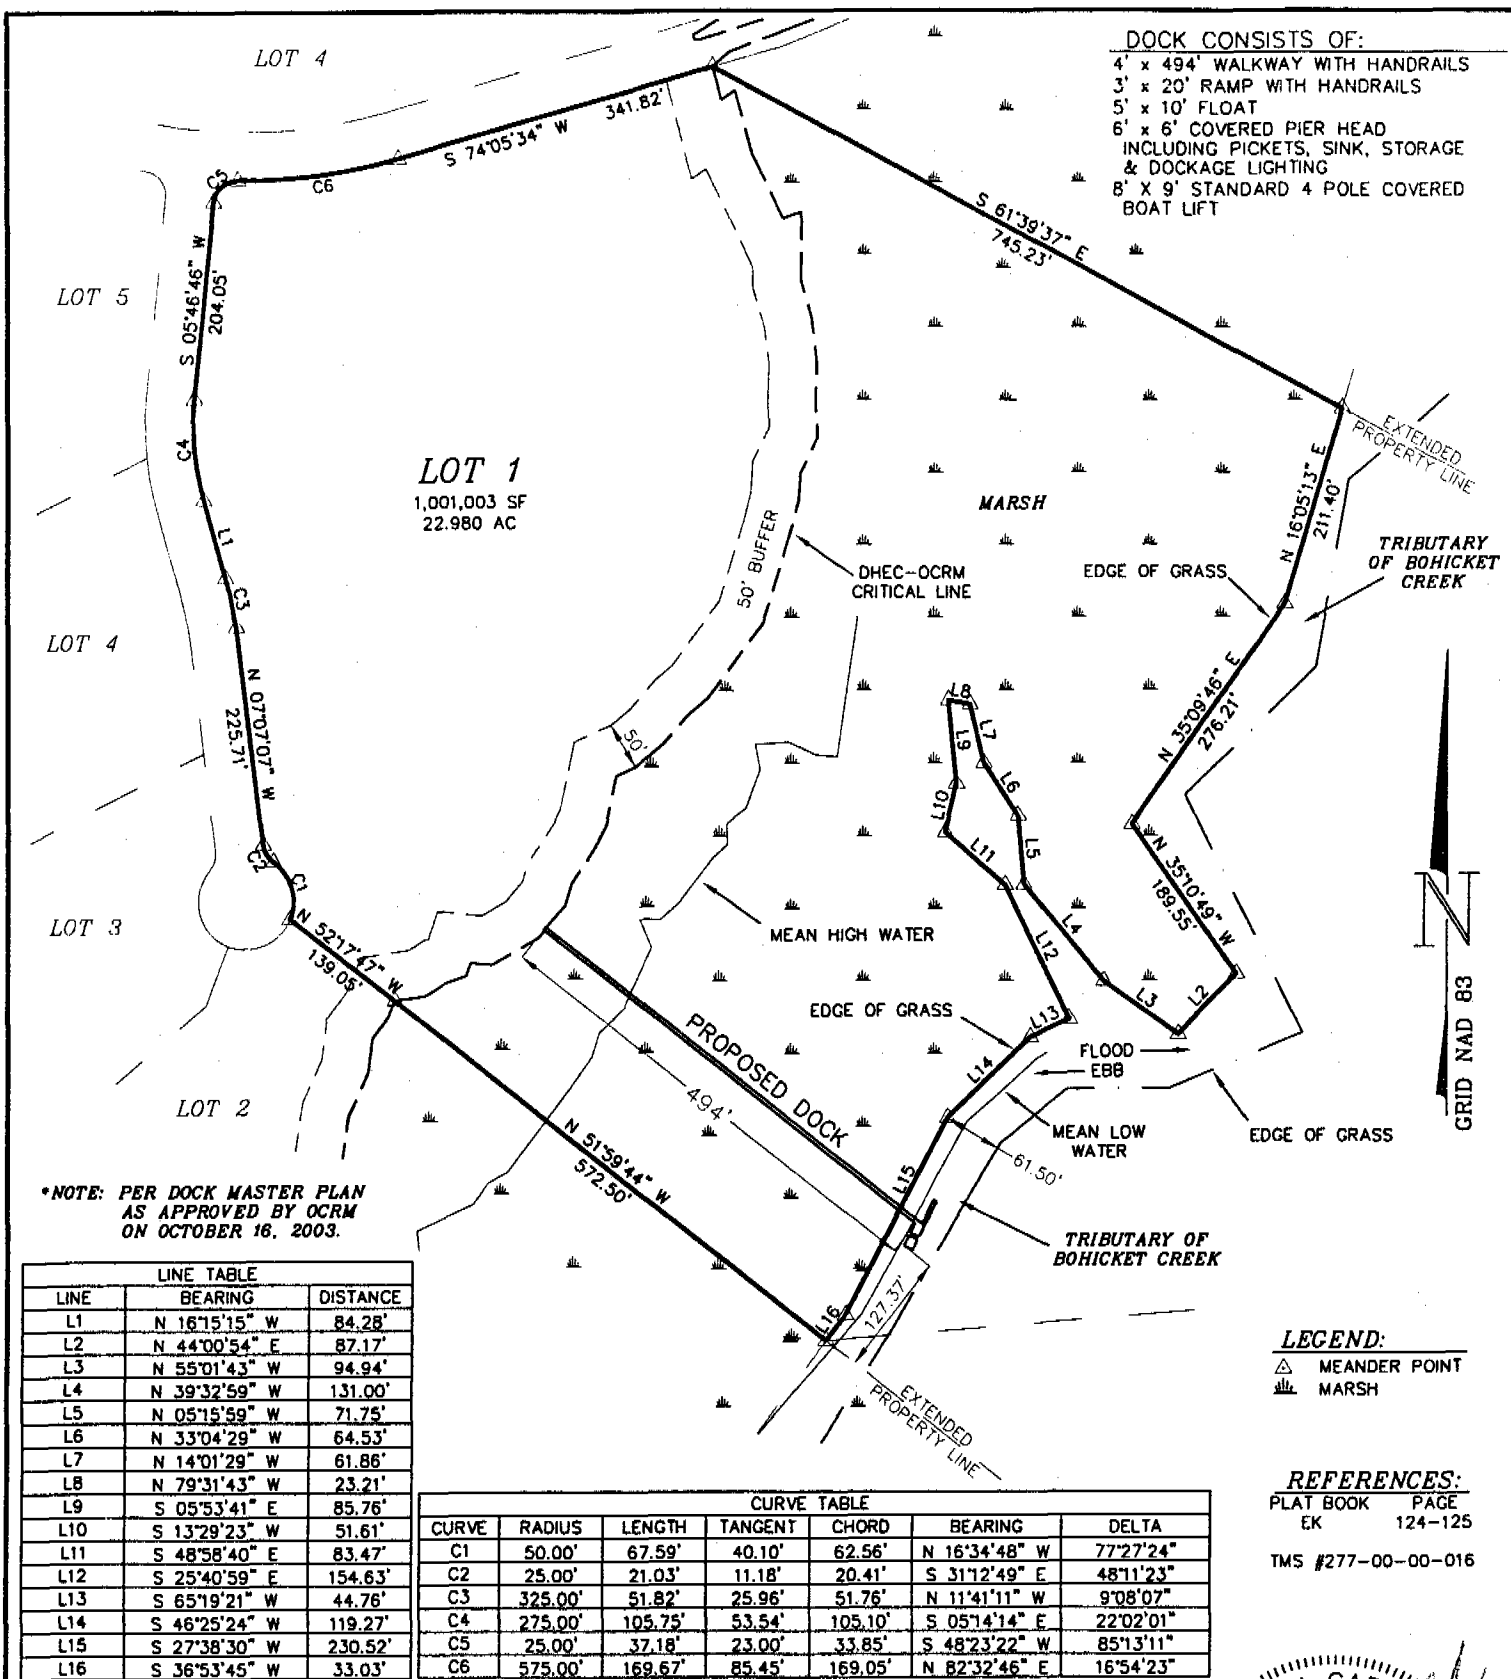 DOCK CONSISTS OF:
4' x 494' WALKWAY WITH HANDRAILS
3' x 20' RAMP WITH HANDRAILS
5' x 10' FLOAT
6' x 6' COVERED PIER HEAD
INCLUDING PICKETS, SINK, STORAGE
& DOCKAGE LIGHTING
8' X 9' STANDARD 4 POLE COVERED
BOAT LIFT
LOT 4
S 74°05'34" W
341.82'
C5
C6
S 61°39'37" E
745.23'
LOT 5
S 05°46'46" W
204.05'
C4
LOT 1
1,001,003 SF
22.980 AC
MARSH
EXTENDED
PROPERTY LINE
N 16°05'13" E
211.40'
L1
C3
50' BUFFER
DHEC-OCRM
CRITICAL LINE
EDGE OF GRASS
TRIBUTARY
OF BOHICKET
CREEK
LOT 4
N 07°07'07" W
225.71'
50'
L8
L7
L9
L6
L10
L5
L11
N 35°09'46" E
276.21'
C2
C1
N 35°10'49" W
189.55'
LOT 3
N 52°17'47" W
139.05'
MEAN HIGH WATER
L12
L4
L3
L2
N
GRID NAD 83
EDGE OF GRASS
L13
L14
FLOOD
EBB
PROPOSED DOCK
494'
LOT 2
N 51°59'44" W
572.50'
MEAN LOW
WATER
EDGE OF GRASS
61.50'
L15
*NOTE: PER DOCK MASTER PLAN
AS APPROVED BY OCRM
ON OCTOBER 16, 2003.
TRIBUTARY OF
BOHICKET CREEK
127.37'
L16
EXTENDED
PROPERTY LINE
LEGEND:
MEANDER POINT
MARSH
REFERENCES:
PLAT BOOK PAGE
EK 124-125
TMS #277-00-00-016
LINE TABLE
LINE BEARING DISTANCE
L1 N 16°15'15" W 84.28'
L2 N 44°00'54" E 87.17'
L3 N 55°01'43" W 94.94'
L4 N 39°32'59" W 131.00'
L5 N 05°15'59" W 71.75'
L6 N 33°04'29" W 64.53'
L7 N 14°01'29" W 61.86'
L8 N 79°31'43" W 23.21'
L9 S 05°53'41" E 85.76'
L10 S 13°29'23" W 51.61'
L11 S 48°58'40" E 83.47'
L12 S 25°40'59" E 154.63'
L13 S 65°19'21" W 44.76'
L14 S 46°25'24" W 119.27'
L15 S 27°38'30" W 230.52'
L16 S 36°53'45" W 33.03'
CURVE TABLE
CURVE RADIUS LENGTH TANGENT CHORD BEARING DELTA
C1 50.00' 67.59' 40.10' 62.56' N 16°34'48" W 77°27'24"
C2 25.00' 21.03' 11.18' 20.41' S 31°12'49" E 48°11'23"
C3 325.00' 51.82' 25.96' 51.76' N 11°41'11" W 9°08'07"
C4 275.00' 105.75' 53.54' 105.10' S 05°14'14" E 22°02'01"
C5 25.00' 37.18' 23.00' 33.85' S 48°23'22" W 85°13'11"
C6 575.00' 169.67' 85.45' 169.05' N 82°32'46" E 16°54'23"